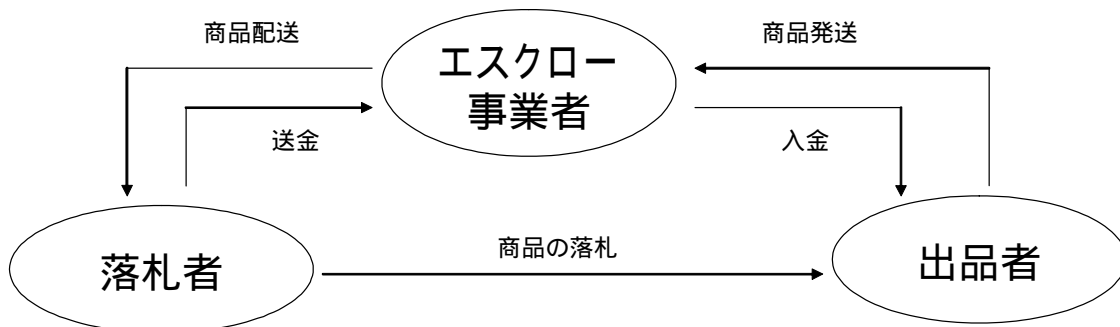 商品配送
商品発送
エスクロー
事業者
送金
入金
落札者
商品の落札
出品者